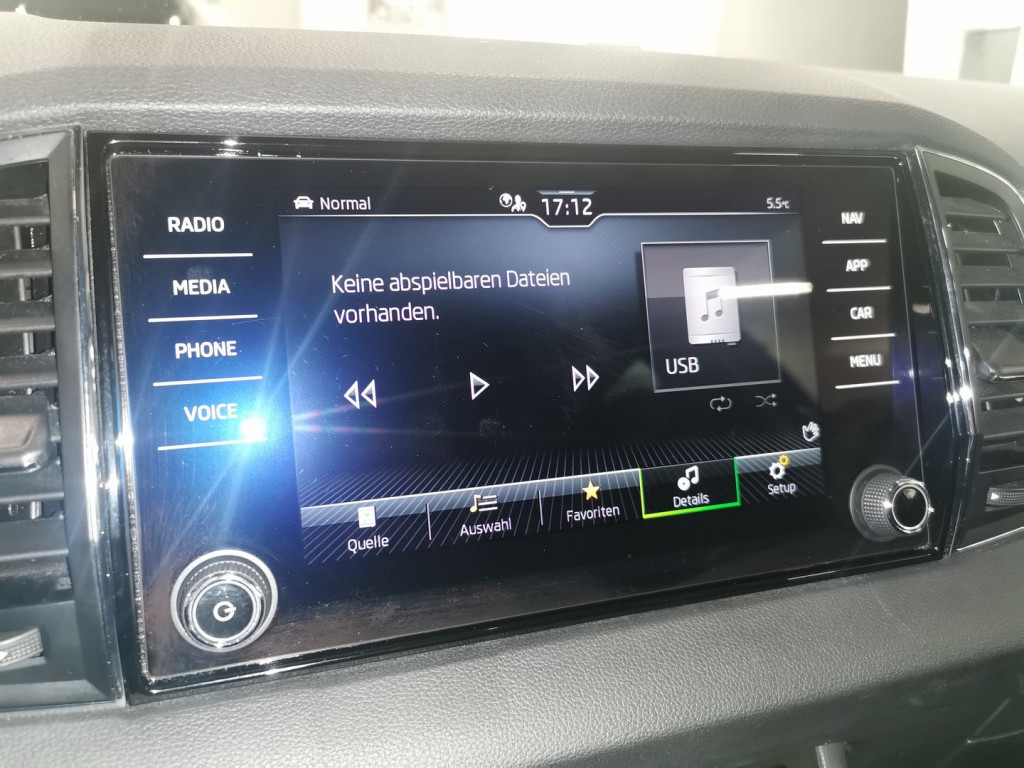 RADIO
MEDIA
PHONE
VOICE
Normal
17:12
5.5°C
Keine abspielbaren Dateien
vorhanden.
USB
Quelle
Auswahl
Favoriten
Details
Setup
NAV
APP
CAR
MENU